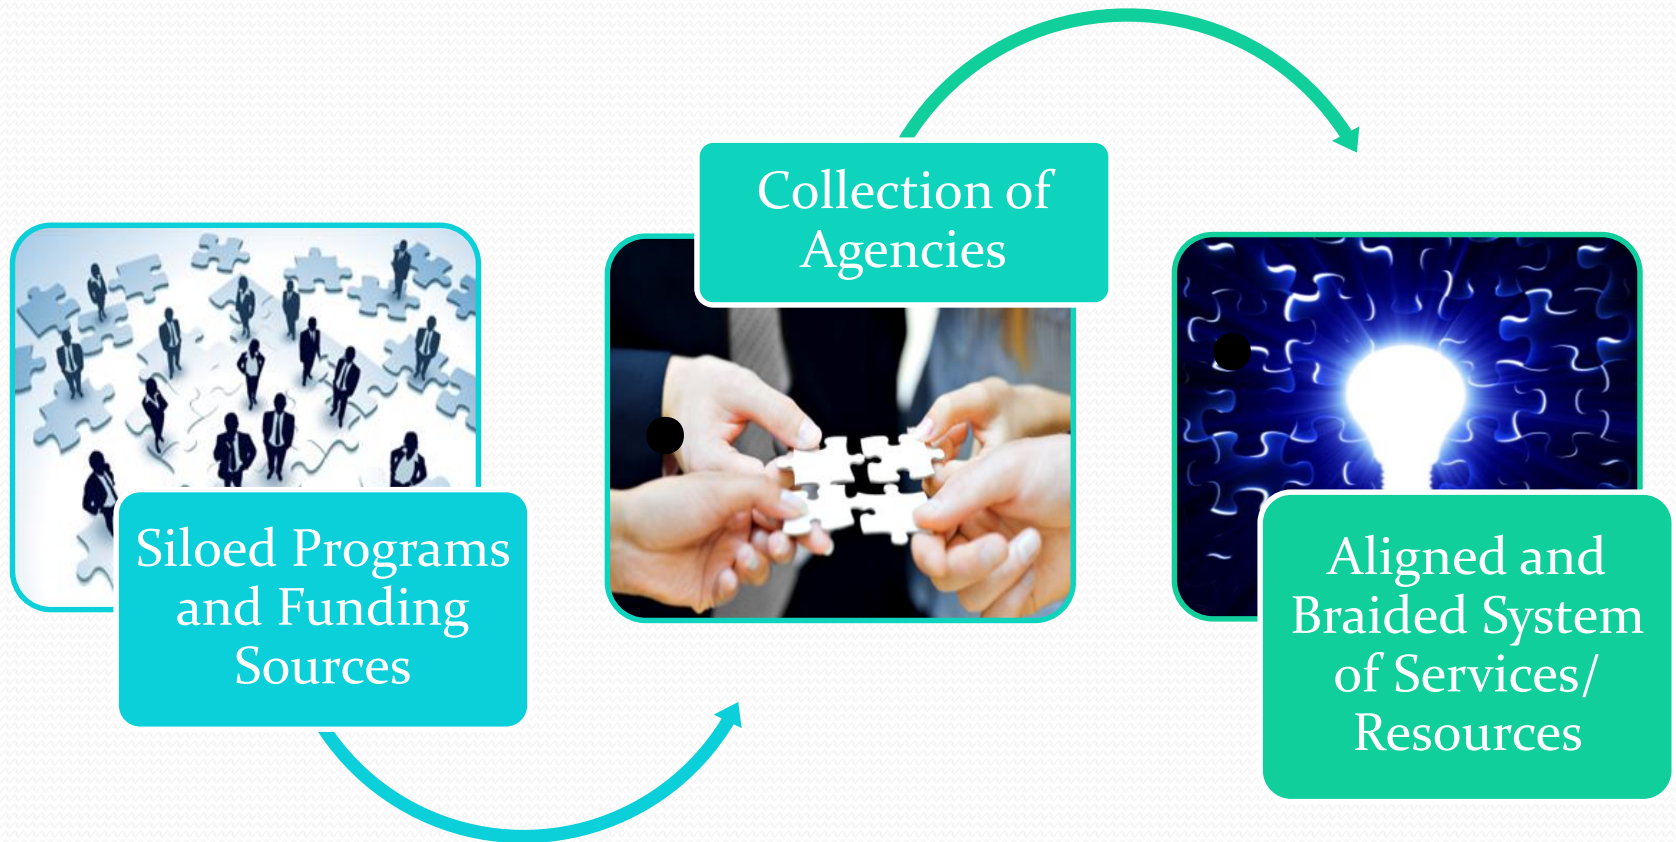 Siloed Programs
and Funding
Sources
Collection of
Agencies
Aligned and
Braided System
of Services/
Resources